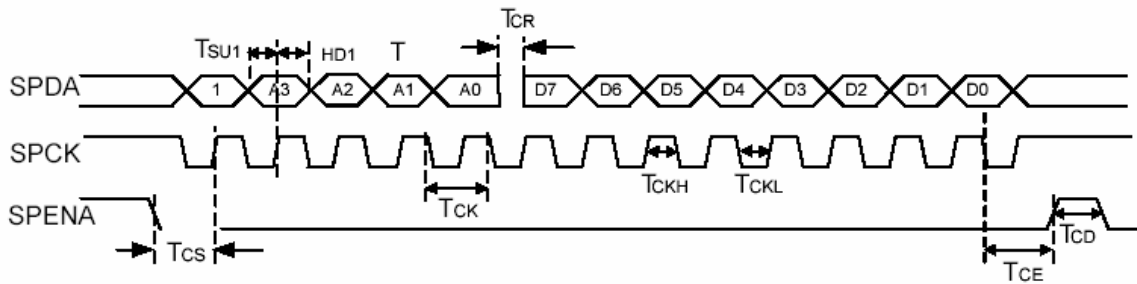 TCR
TSU1 HD1 T
SPDA 1 A3 A2 A1 A0 D7 D6 D5 D4 D3 D2 D1 D0
SPCK
TCK TCKH TCKL
SPENA
TCS TCD
TCE